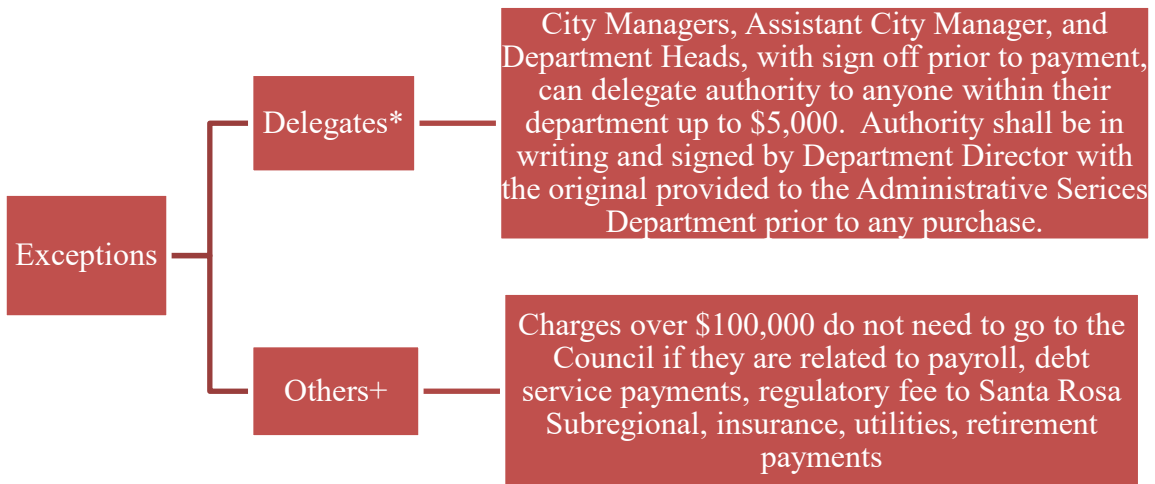 Exceptions
Delegates*
City Managers, Assistant City Manager, and
Department Heads, with sign off prior to payment,
can delegate authority to anyone within their
department up to $5,000.  Authority shall be in
writing and signed by Department Director with
the original provided to the Administrative Serices
Department prior to any purchase.
Others+
Charges over $100,000 do not need to go to the
Council if they are related to payroll, debt
service payments, regulatory fee to Santa Rosa
Subregional, insurance, utilities, retirement
payments